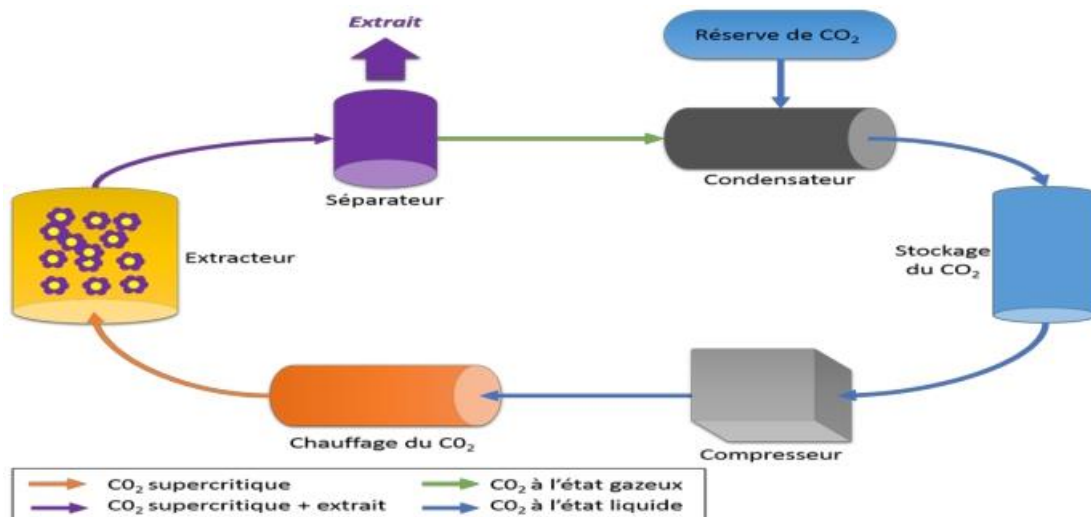 Extrait
Réserve de CO₂
Séparateur
Condensateur
Extracteur
Stockage
du CO₂
Chauffage du CO₂
Compresseur
CO₂ supercritique
CO₂ à l'état gazeux
CO₂ supercritique + extrait
CO₂ à l'état liquide